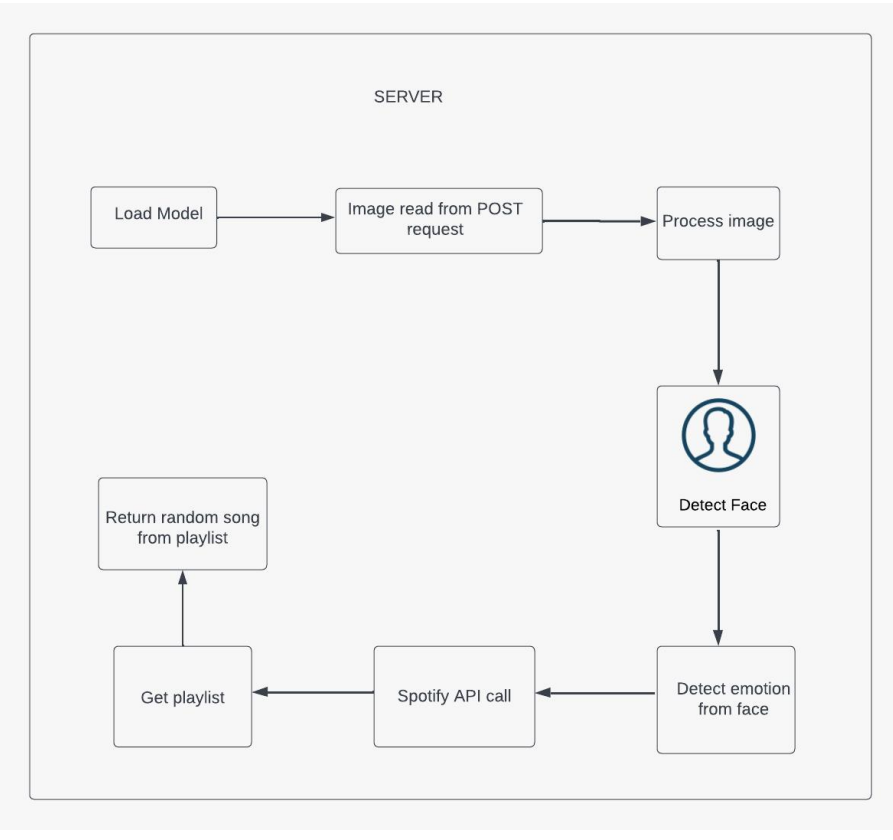 SERVER
Load Model
Image read from POST
request
Process image
Detect Face
Detect emotion
from face
Spotify API call
Get playlist
Return random song
from playlist